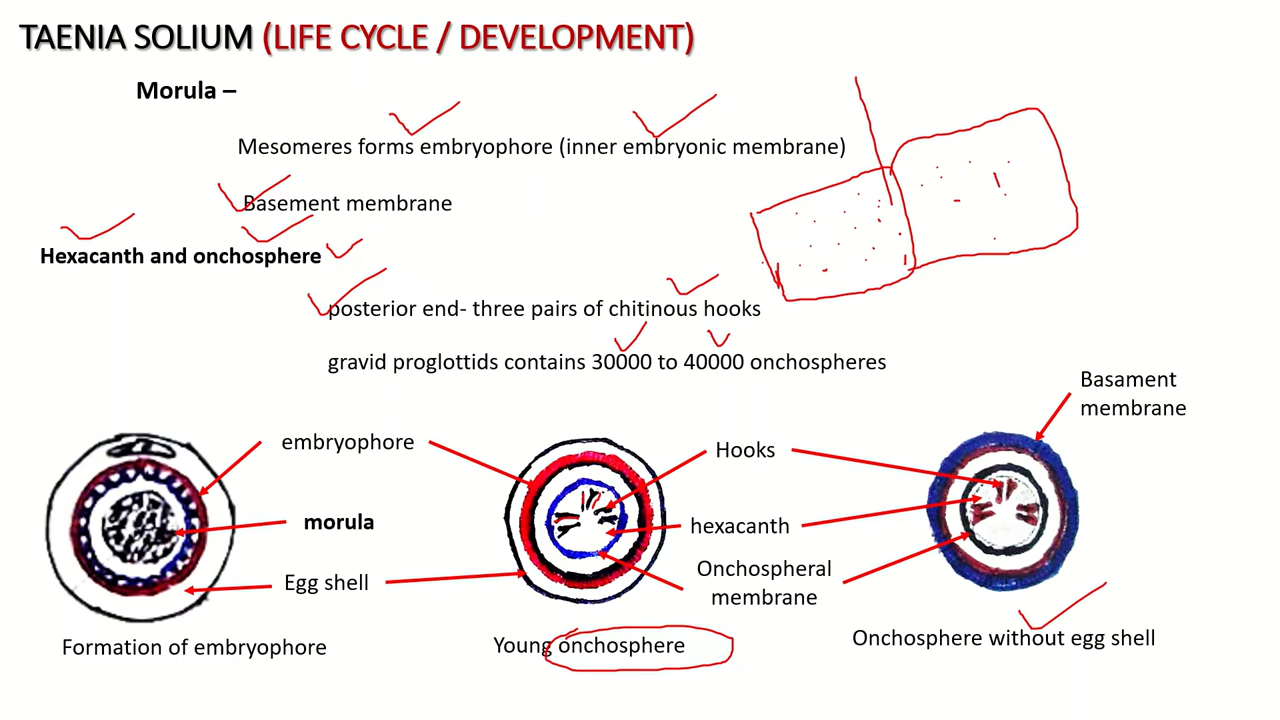 TAENIA SOLIUM (LIFE CYCLE / DEVELOPMENT)
Morula –
Mesomeres forms embryophore (inner embryonic membrane)
Basement membrane
Hexacanth and onchosphere
posterior end- three pairs of chitinous hooks
gravid proglottids contains 30000 to 40000 onchospheres
Basament
membrane
embryophore
Hooks
morula
hexacanth
Egg shell
Onchospheral
membrane
Formation of embryophore
Young onchosphere
Onchosphere without egg shell